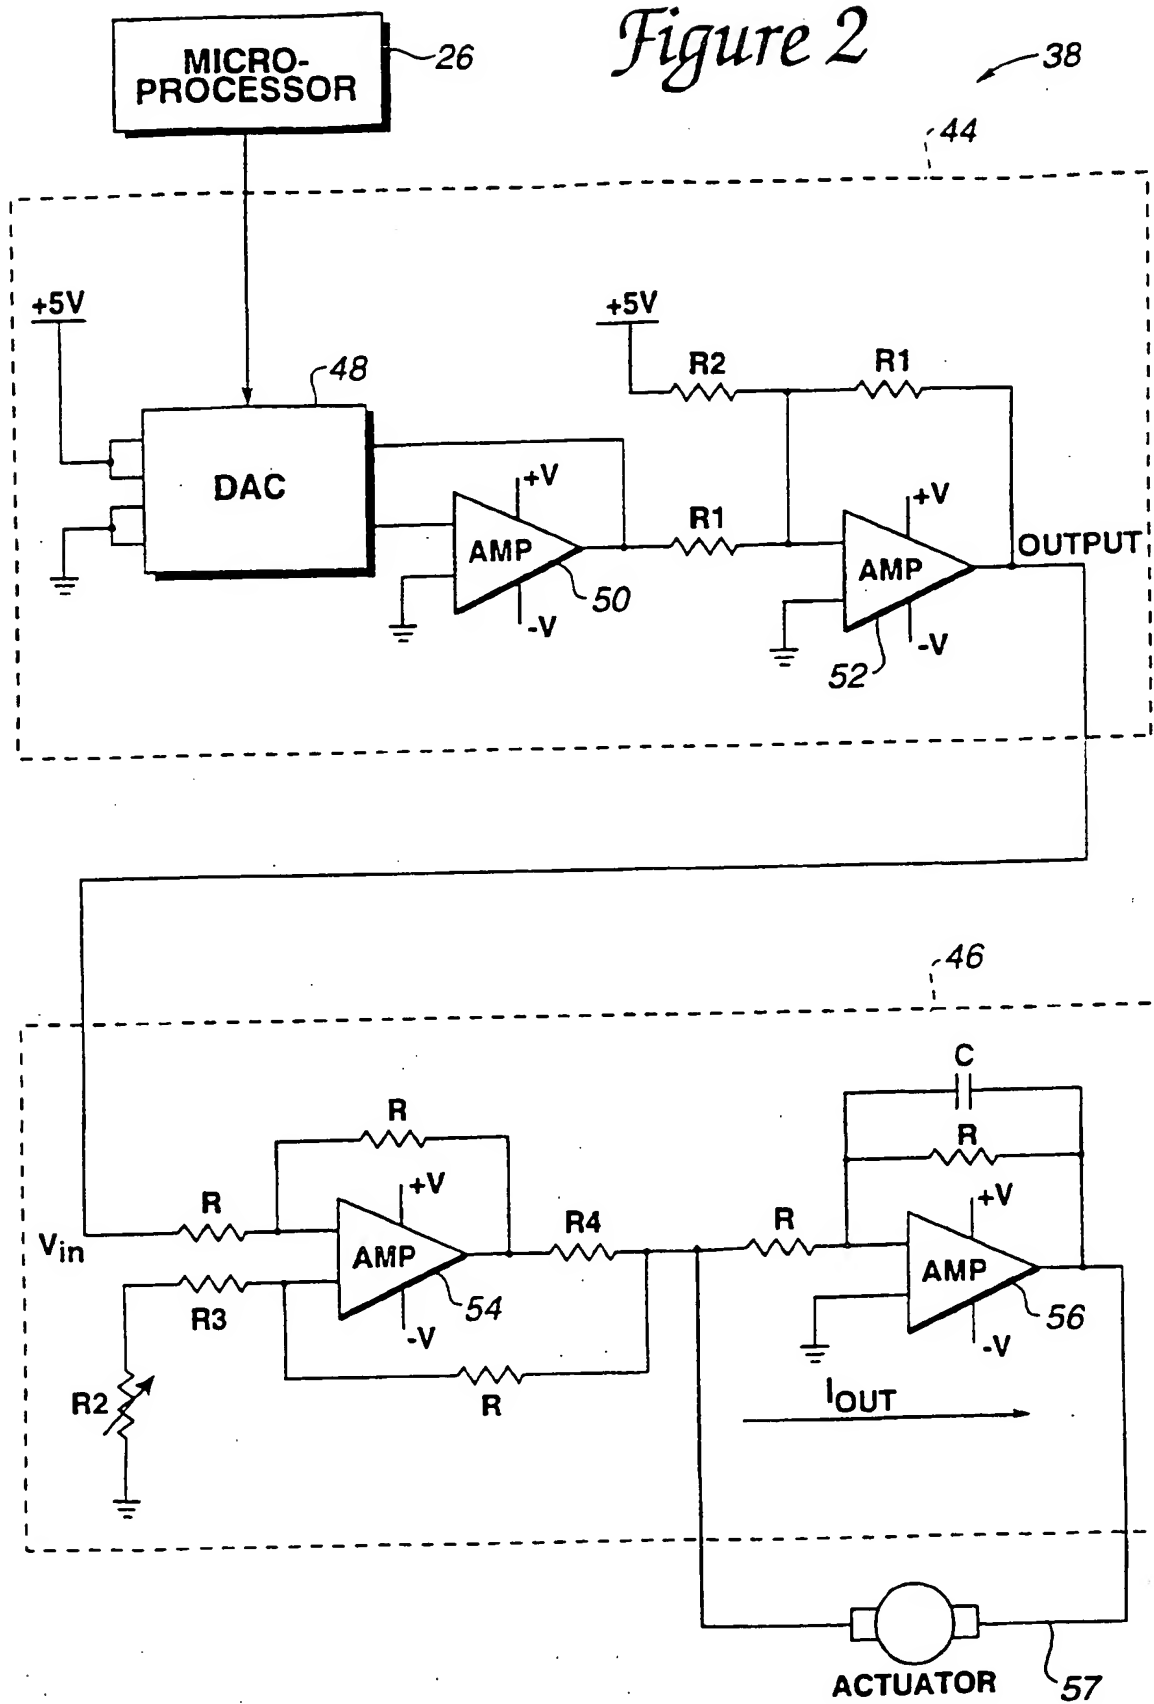 Figure 2
MICRO-
PROCESSOR
26
38
44
+5V
+5V
R2
R1
48
DAC
+V
AMP
50
-V
R1
+V
AMP
52
-V
OUTPUT
46
C
R
R
+V
R
AMP
54
-V
R4
R
+V
AMP
56
-V
Vin
R3
R
R2
IOUT
ACTUATOR
57